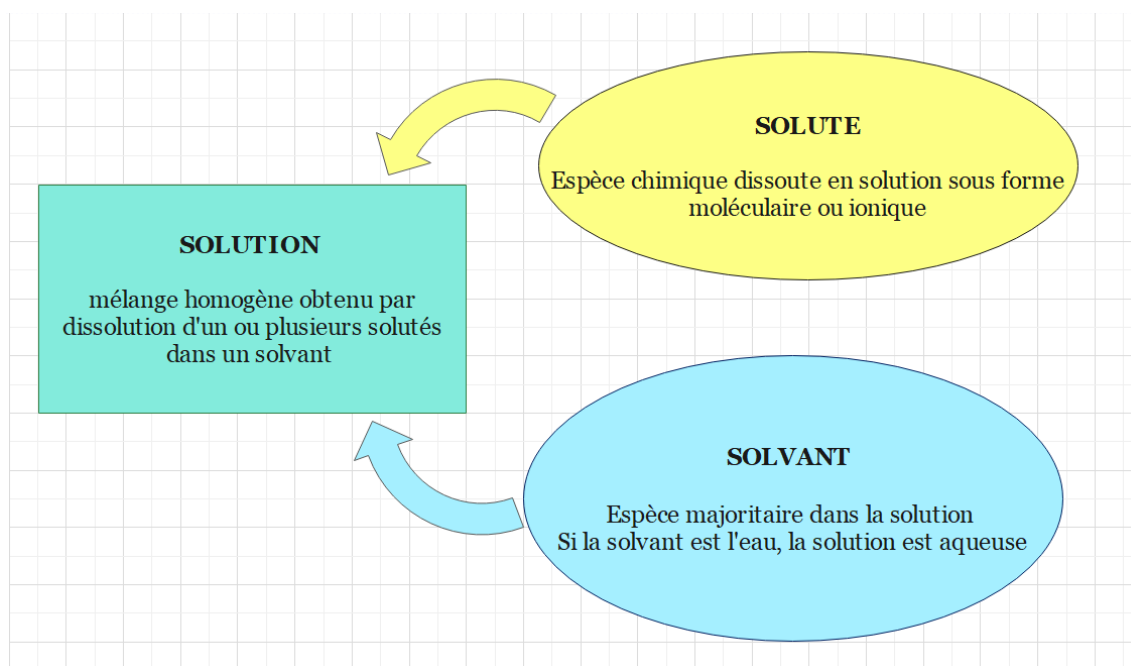 SOLUTE
Espèce chimique dissoute en solution sous forme
moléculaire ou ionique
SOLUTION
mélange homogène obtenu par
dissolution d'un ou plusieurs solutés
dans un solvant
SOLVANT
Espèce majoritaire dans la solution
Si la solvant est l'eau, la solution est aqueuse